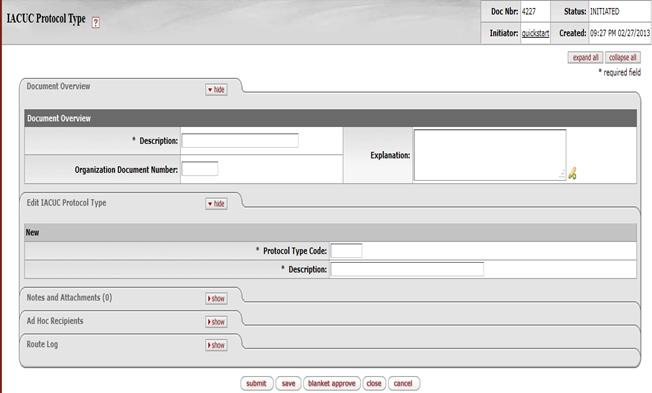 IACUC Protocol Type ?
Doc Nbr: 4227 Status: INITIATED
Initiator: quickstart Created: 09:27 PM 02/27/2013
expand all collapse all
* required field
Document Overview hide
Document Overview
* Description:
Explanation:
Organization Document Number:
Edit IACUC Protocol Type hide
New
* Protocol Type Code:
* Description:
Notes and Attachments (0) show
Ad Hoc Recipients show
Route Log show
submit save blanket approve close cancel